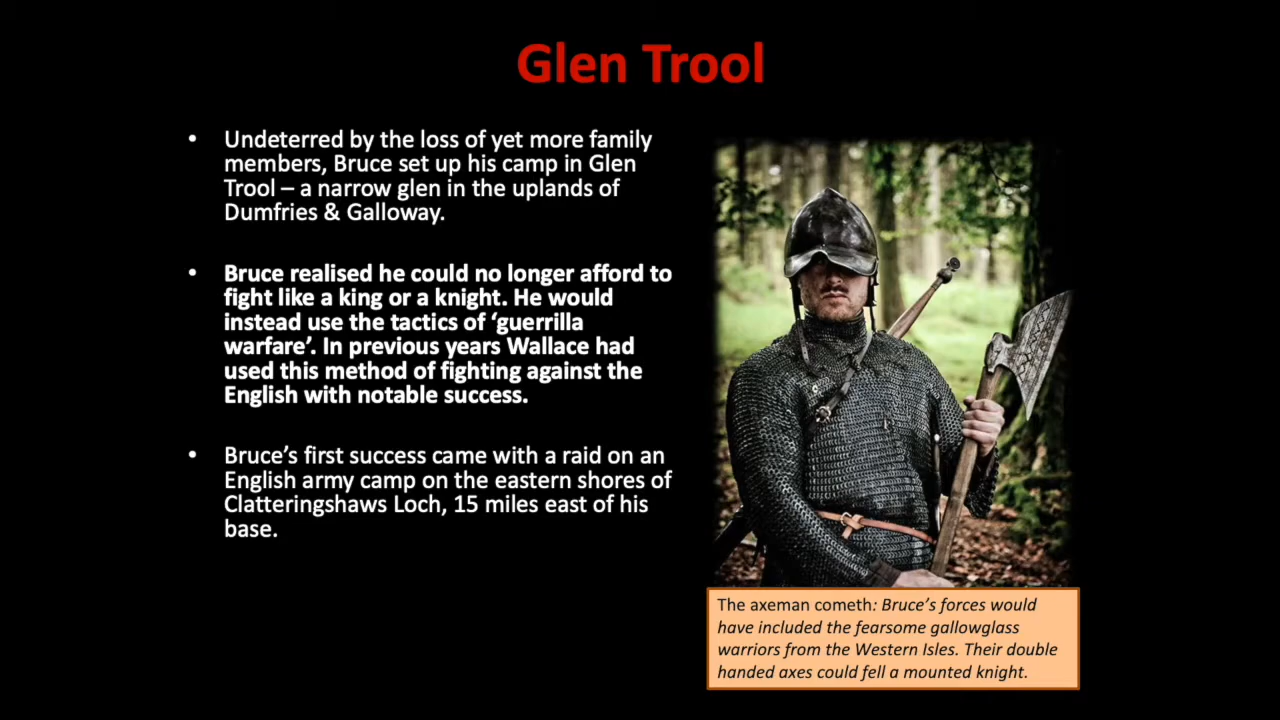 Glen Trool
• Undeterred by the loss of yet more family
members, Bruce set up his camp in Glen
Trool – a narrow glen in the uplands of
Dumfries & Galloway.
• Bruce realised he could no longer afford to
fight like a king or a knight. He would
instead use the tactics of ‘guerrilla
warfare’. In previous years Wallace had
used this method of fighting against the
English with notable success.
• Bruce’s first success came with a raid on an
English army camp on the eastern shores of
Clatteringshaws Loch, 15 miles east of his
base.
The axeman cometh: Bruce’s forces would
have included the fearsome gallowglass
warriors from the Western Isles. Their double
handed axes could fell a mounted knight.